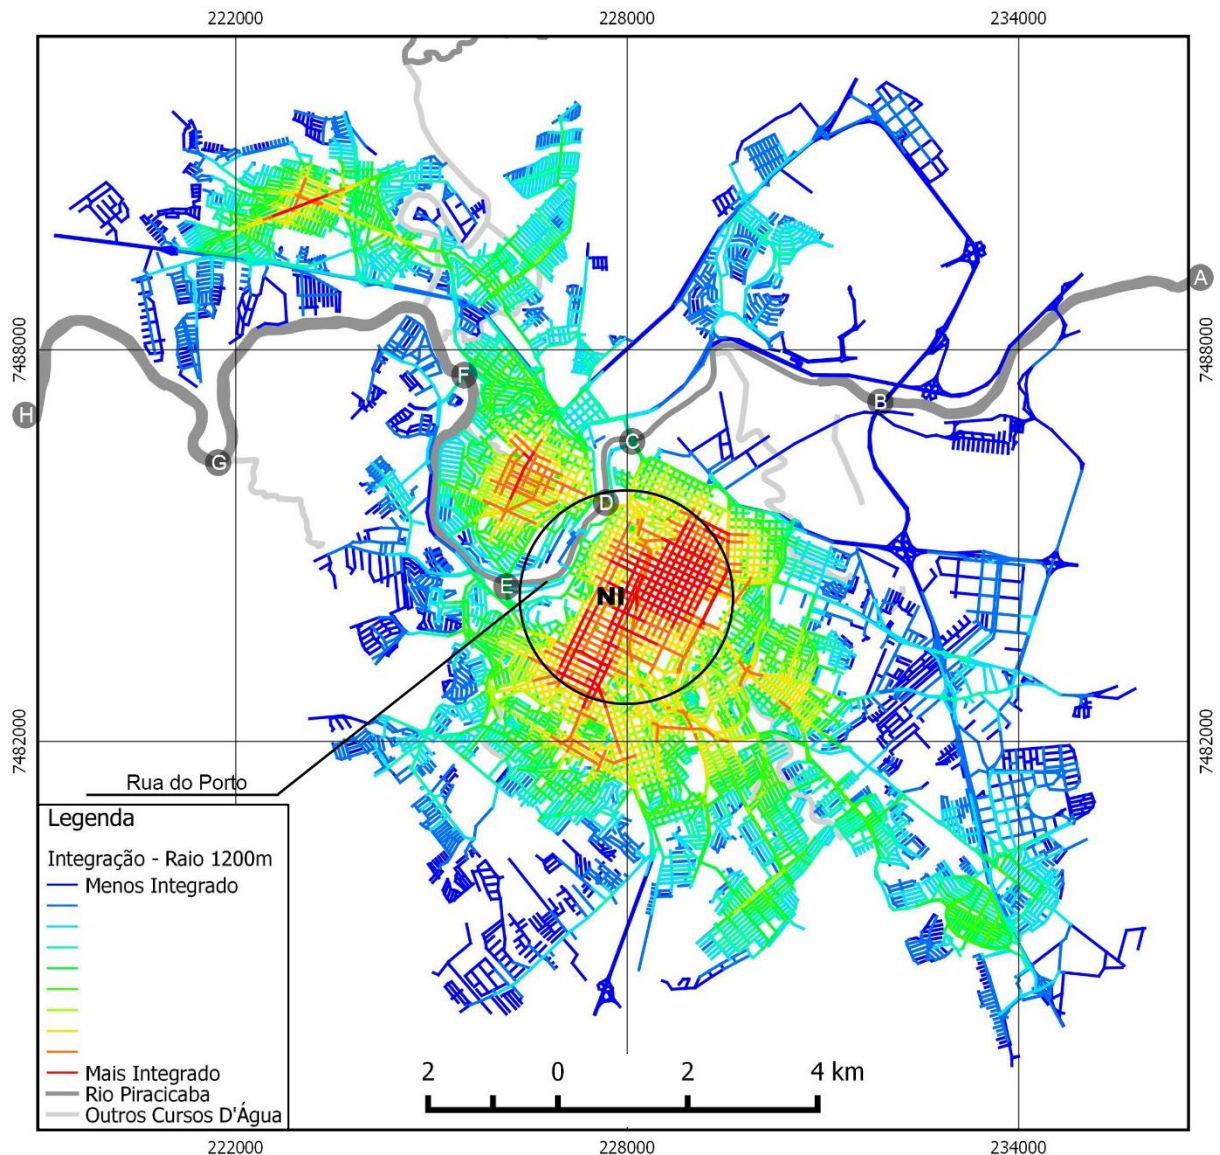 222000
228000
234000
A
7488000
7488000
F
B
H
C
G
D
E
NI
7482000
7482000
Rua do Porto
Legenda
Integração - Raio 1200m
Menos Integrado
Mais Integrado
Rio Piracicaba
Outros Cursos D'Água
2 0 2 4 km
222000
228000
234000